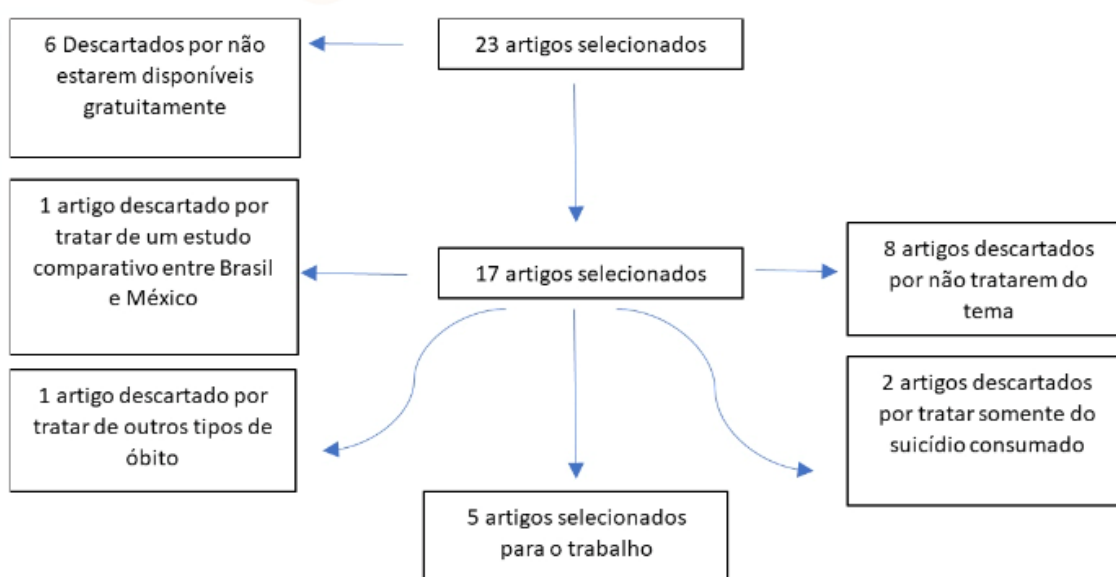 6 Descartados por não
estarem disponíveis
gratuitamente
23 artigos selecionados
1 artigo descartado por
tratar de um estudo
comparativo entre Brasil
e México
17 artigos selecionados
8 artigos descartados
por não tratarem do
tema
1 artigo descartado por
tratar de outros tipos de
óbito
2 artigos descartados
por tratar somente do
suicídio consumado
5 artigos selecionados
para o trabalho